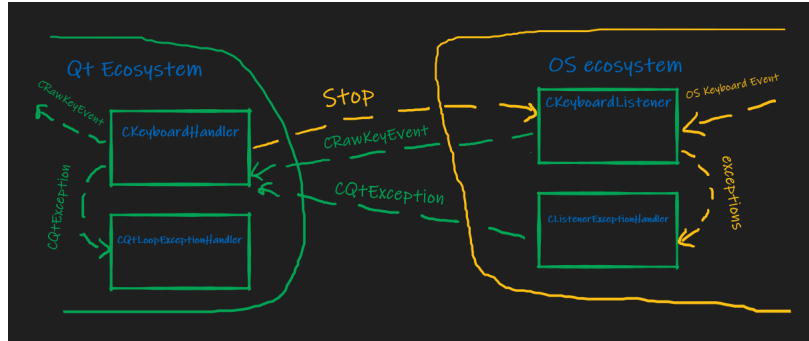 Qt Ecosystem
OS ecosystem
CRawKeyEvent
Stop
OS Keyboard Event
CKeyboardHandler
CKeyboardListener
CRawKeyEvent
exceptions
CQtException
CQtException
CQtLoopExceptionHandler
CListenerExceptionHandler